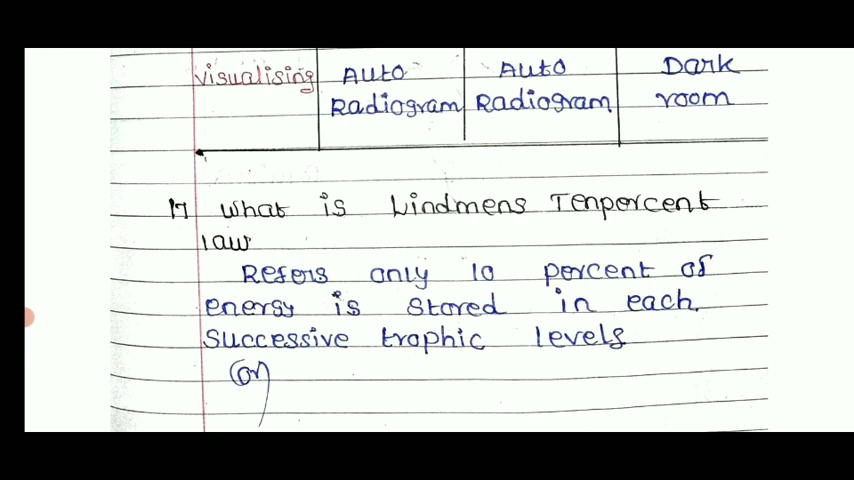 visualising Auto Auto Dark
Radiogram Radiogram room
17 What is Lindmens Tenpercent
law
Refers only 10 percent of
energy is stored in each
successive trophic levels
(or)